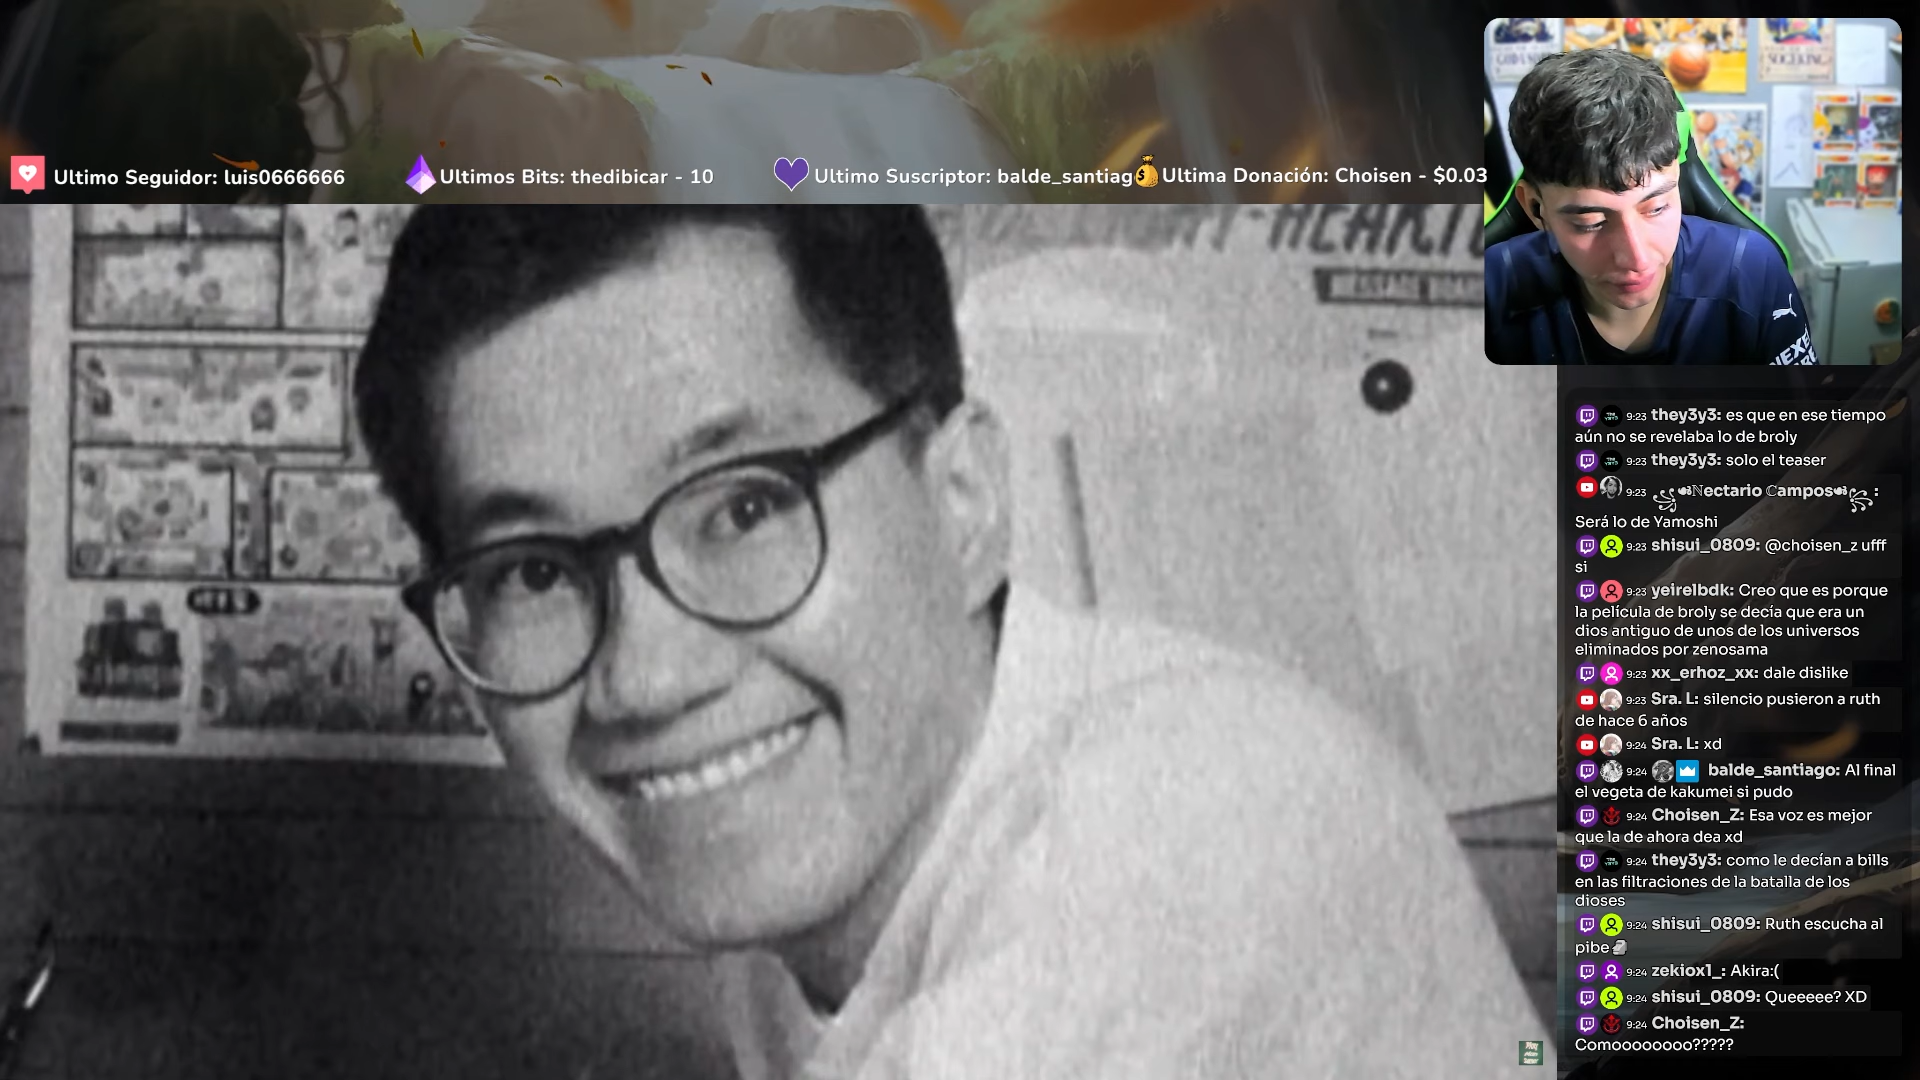 Ultimo Seguidor: luis0666666
Ultimos Bits: thedibicar - 10
Ultimo Suscriptor: balde_santiag
Ultima Donación: Choisen - $0.03
9:23 they3y3: es que en ese tiempo
aún no se revelaba lo de broly
9:23 they3y3: solo el teaser
9:23 ꧁☙ℕectario ℂampos☙꧂:
Será lo de Yamoshi
9:23 shisui_0809: @choisen_z ufff
si
9:23 yeirelbdk: Creo que es porque
la película de broly se decía que era un
dios antiguo de unos de los universos
eliminados por zenosama
9:23 xx_erhoz_xx: dale dislike
9:23 Sra. L: silencio pusieron a ruth
de hace 6 años
9:24 Sra. L: xd
9:24 balde_santiago: Al final
el vegeta de kakumei si pudo
9:24 Choisen_Z: Esa voz es mejor
que la de ahora dea xd
9:24 they3y3: como le decían a bills
en las filtraciones de la batalla de los
dioses
9:24 shisui_0809: Ruth escucha al
pibe🗿
9:24 zekiox1_: Akira:(
9:24 shisui_0809: Queeeee? XD
9:24 Choisen_Z:
Comoooooooo?????